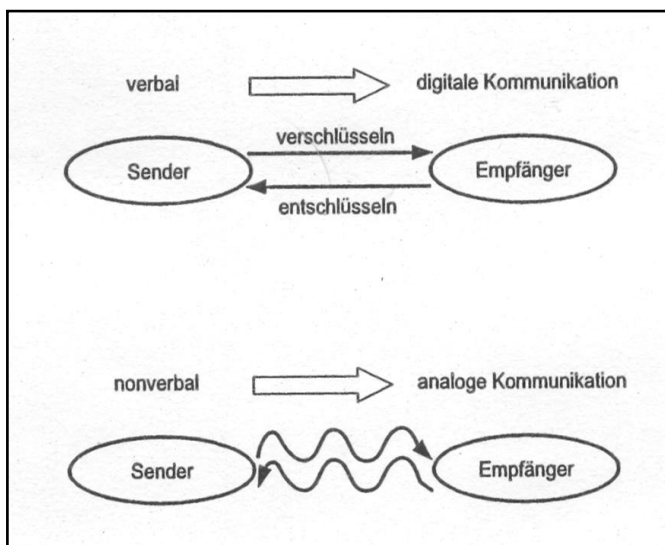 verbal digitale Kommunikation
verschlüsseln
Sender Empfänger
entschlüsseln
nonverbal analoge Kommunikation
Sender Empfänger